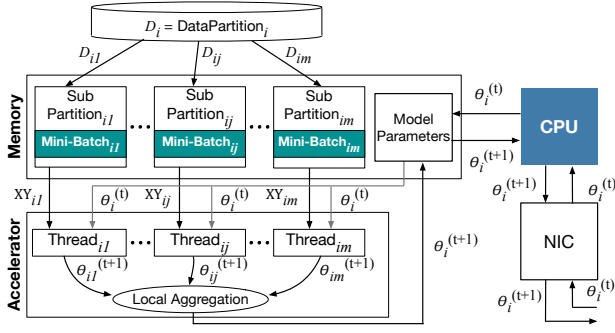 D_i = DataPartition_i
D_i1 D_ij D_im
Memory
Sub Partition_i1
Mini-Batch_i1
Sub Partition_ij
Mini-Batch_ij
Sub Partition_im
Mini-Batch_im
Model Parameters
θ_i^(t)
θ_i^(t+1)
CPU
XY_i1 θ_i^(t) XY_ij θ_i^(t) XY_im θ_i^(t)
θ_i^(t+1) θ_i^(t)
Accelerator
Thread_i1 Thread_ij Thread_im
θ_i^(t+1)
NIC
θ_i1^(t+1) θ_ij^(t+1) θ_im^(t+1)
Local Aggregation
θ_i^(t+1) θ_i^(t)